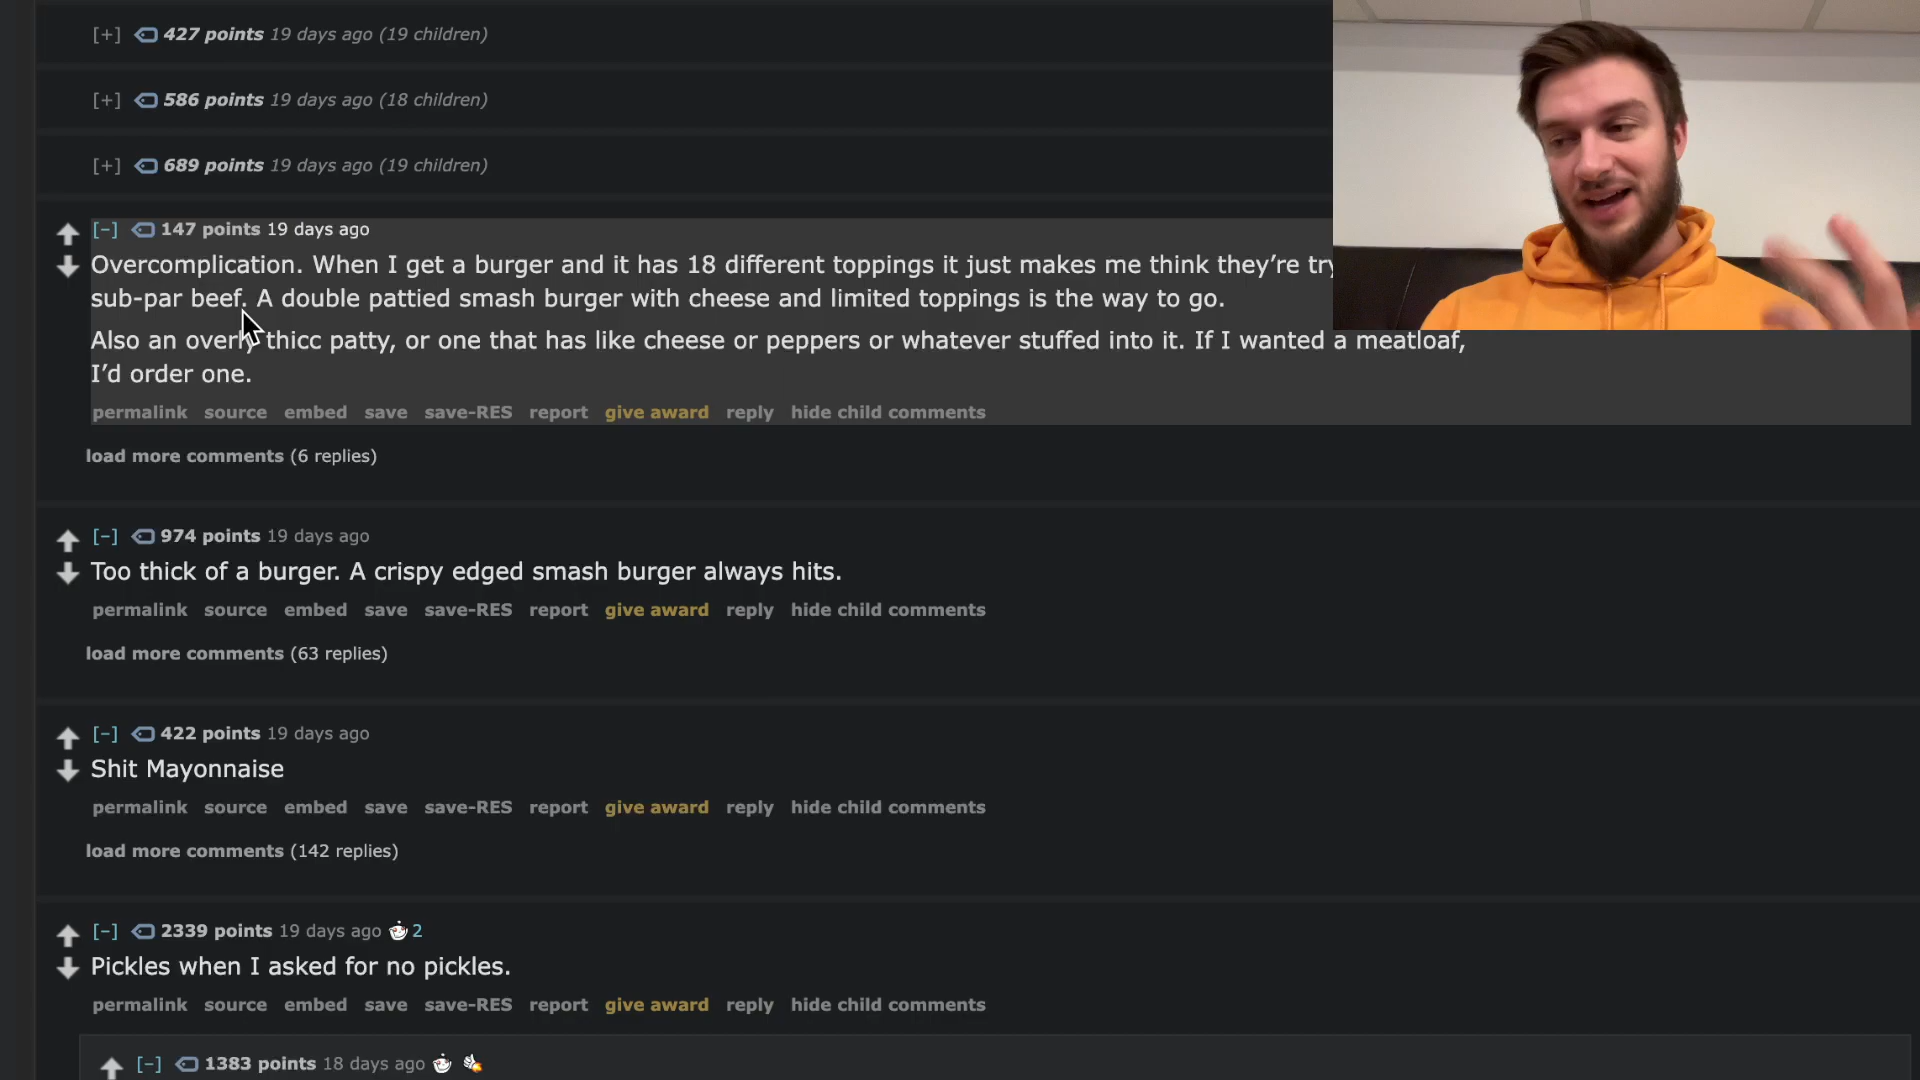 [+] 427 points 19 days ago (19 children)
[+] 586 points 19 days ago (18 children)
[+] 689 points 19 days ago (19 children)
[-] 147 points 19 days ago
Overcomplication. When I get a burger and it has 18 different toppings it just makes me think they're
sub-par beef. A double pattied smash burger with cheese and limited toppings is the way to go.
Also an overly thicc patty, or one that has like cheese or peppers or whatever stuffed into it. If I wanted a meatloaf,
I'd order one.
permalink source embed save save-RES report give award reply hide child comments
load more comments (6 replies)
[-] 974 points 19 days ago
Too thick of a burger. A crispy edged smash burger always hits.
permalink source embed save save-RES report give award reply hide child comments
load more comments (63 replies)
[-] 422 points 19 days ago
Shit Mayonnaise
permalink source embed save save-RES report give award reply hide child comments
load more comments (142 replies)
[-] 2339 points 19 days ago 2
Pickles when I asked for no pickles.
permalink source embed save save-RES report give award reply hide child comments
[-] 1383 points 18 days ago